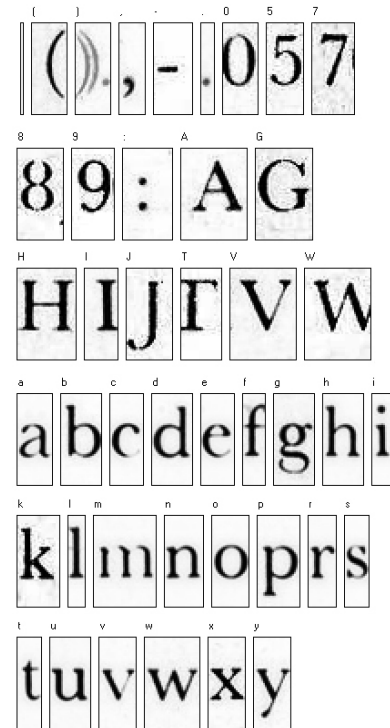 ( ) , - . 0 5 7
( ) . , - . 0 5 7
8 9 : A G
8 9 : A G
H I J T V W
H I J T V W
a b c d e f g h i
a b c d e f g h i
k l m n o p r s
k l m n o p r s
t u v w x y
t u v w x y